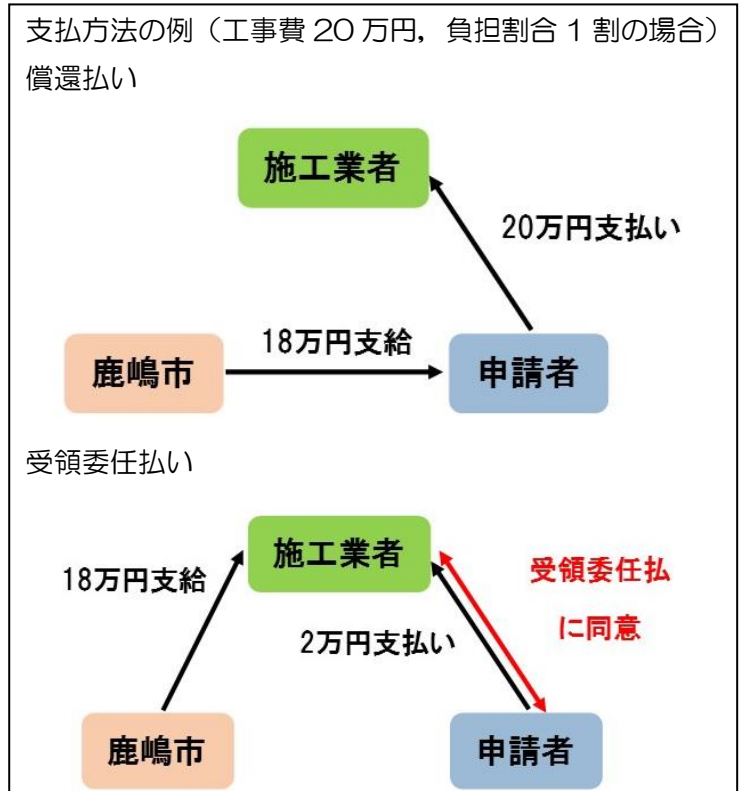 支払方法の例（工事費 20 万円，負担割合 1 割の場合）
償還払い
施工業者
20万円支払い
18万円支給
鹿嶋市
申請者
受領委任払い
施工業者
18万円支給
受領委任払
に同意
2万円支払い
鹿嶋市
申請者